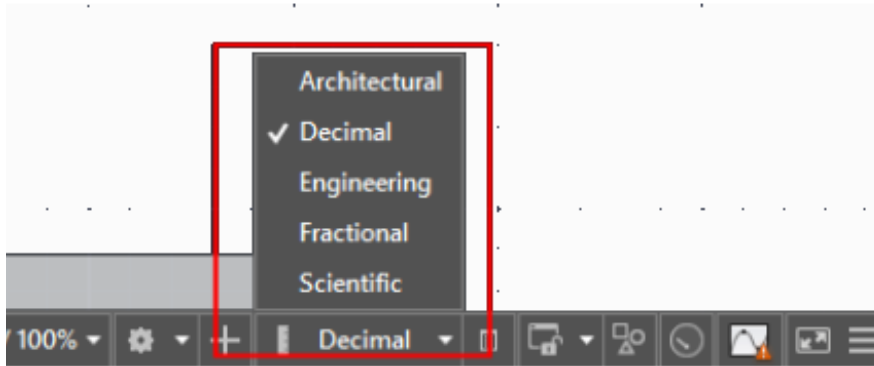 Architectural
Decimal
Engineering
Fractional
Scientific
/ 100% Decimal